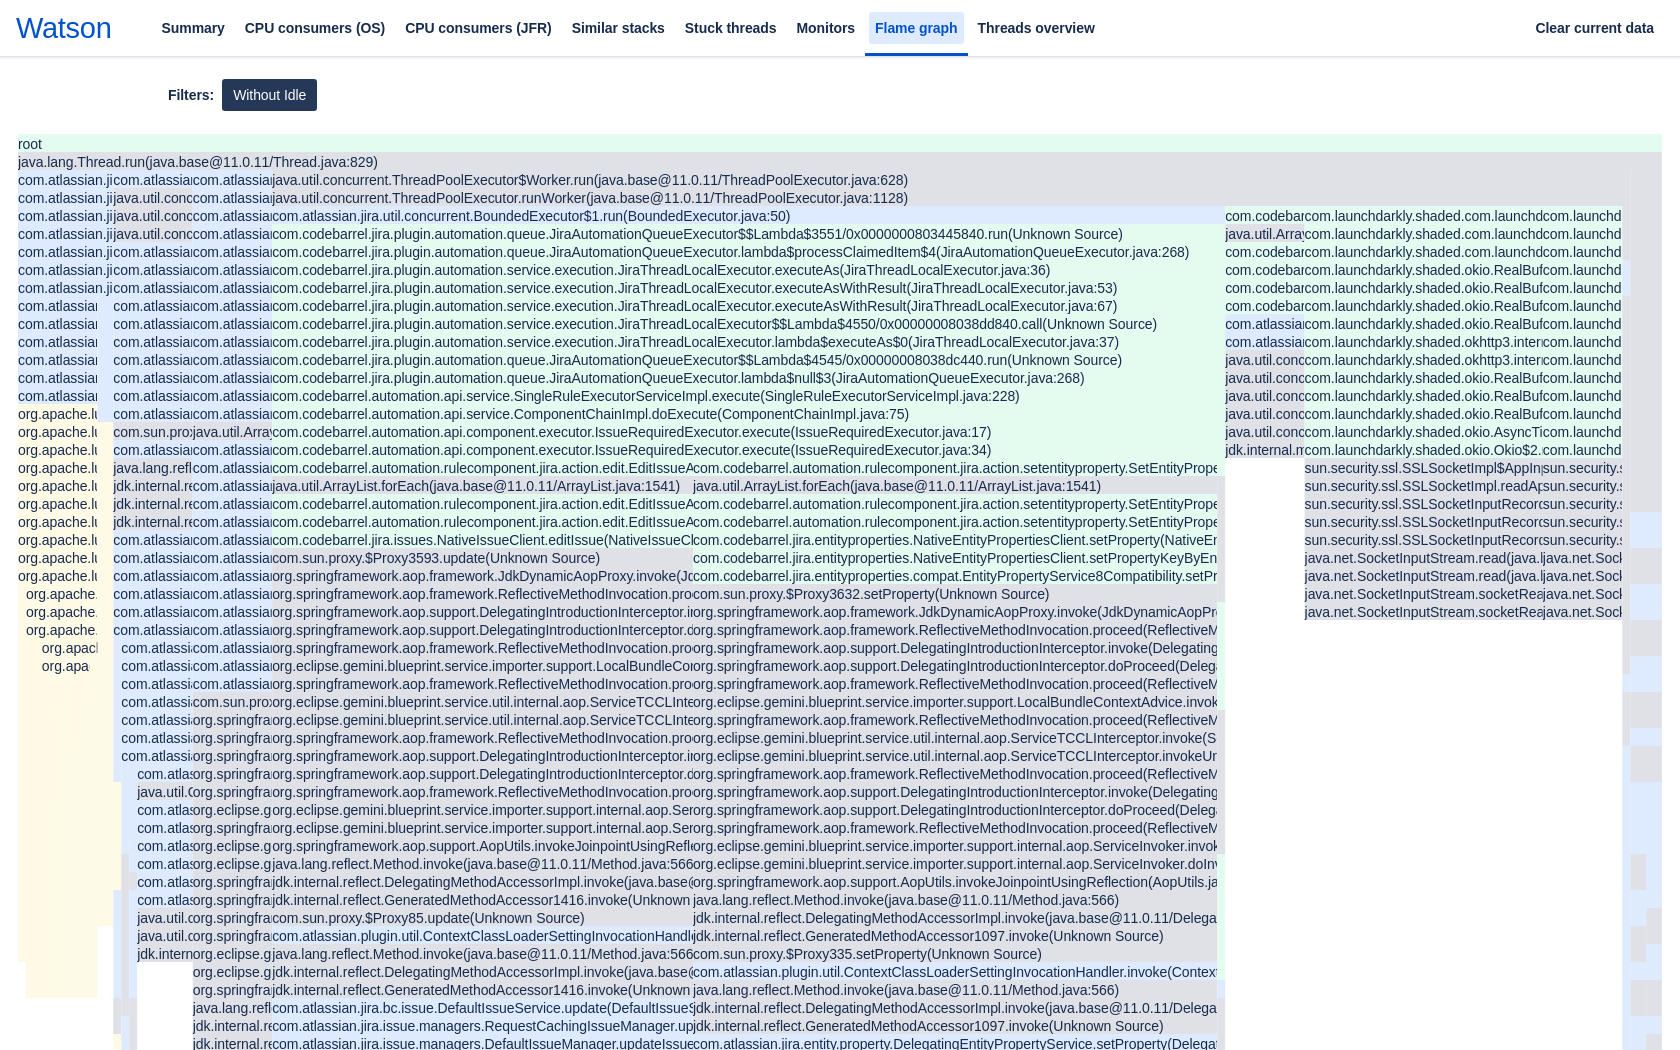 Watson Summary CPU consumers (OS) CPU consumers (JFR) Similar stacks Stuck threads Monitors Flame graph Threads overview Clear current data
Filters: Without Idle
root
java.lang.Thread.run(java.base@11.0.11/Thread.java:829)
com.atlassian.ji com.atlassia com.atlassia java.util.concurrent.ThreadPoolExecutor$Worker.run(java.base@11.0.11/ThreadPoolExecutor.java:628)
com.atlassian.ji java.util.conc com.atlassia java.util.concurrent.ThreadPoolExecutor.runWorker(java.base@11.0.11/ThreadPoolExecutor.java:1128)
com.atlassian.ji java.util.conc com.atlassia com.atlassian.jira.util.concurrent.BoundedExecutor$1.run(BoundedExecutor.java:50) com.codebar com.launchdarkly.shaded.com.launchd com.launchd
com.atlassian.ji java.util.conc com.atlassia com.codebarrel.jira.plugin.automation.queue.JiraAutomationQueueExecutor$$Lambda$3551/0x0000000803445840.run(Unknown Source) java.util.Array com.launchdarkly.shaded.com.launchd com.launchd
com.atlassian.ji com.atlassia com.atlassia com.codebarrel.jira.plugin.automation.queue.JiraAutomationQueueExecutor.lambda$processClaimedItem$4(JiraAutomationQueueExecutor.java:268) com.codebar com.launchdarkly.shaded.com.launchd com.launchd
com.atlassian.ji com.atlassia com.atlassia com.codebarrel.jira.plugin.automation.service.execution.JiraThreadLocalExecutor.executeAs(JiraThreadLocalExecutor.java:36) com.codebar com.launchdarkly.shaded.okio.RealBuf com.launchd
com.atlassian.ji com.atlassia com.atlassia com.codebarrel.jira.plugin.automation.service.execution.JiraThreadLocalExecutor.executeAsWithResult(JiraThreadLocalExecutor.java:53) com.codebar com.launchdarkly.shaded.okio.RealBuf com.launchd
com.atlassian com.atlassia com.atlassia com.codebarrel.jira.plugin.automation.service.execution.JiraThreadLocalExecutor.executeAsWithResult(JiraThreadLocalExecutor.java:67) com.codebar com.launchdarkly.shaded.okio.RealBuf com.launchd
com.atlassian com.atlassia com.atlassia com.codebarrel.jira.plugin.automation.service.execution.JiraThreadLocalExecutor$$Lambda$4550/0x00000008038dd840.call(Unknown Source) com.atlassia com.launchdarkly.shaded.okio.RealBuf com.launchd
com.atlassian com.atlassia com.atlassia com.codebarrel.jira.plugin.automation.service.execution.JiraThreadLocalExecutor.lambda$executeAs$0(JiraThreadLocalExecutor.java:37) com.atlassia com.launchdarkly.shaded.okhttp3.inter com.launchd
com.atlassian com.atlassia com.atlassia com.codebarrel.jira.plugin.automation.queue.JiraAutomationQueueExecutor$$Lambda$4545/0x00000008038dc440.run(Unknown Source) java.util.conc com.launchdarkly.shaded.okhttp3.inter com.launchd
com.atlassian com.atlassia com.atlassia com.codebarrel.jira.plugin.automation.queue.JiraAutomationQueueExecutor.lambda$null$3(JiraAutomationQueueExecutor.java:268) java.util.conc com.launchdarkly.shaded.okio.RealBuf com.launchd
com.atlassian com.atlassia com.atlassia com.codebarrel.automation.api.service.SingleRuleExecutorServiceImpl.execute(SingleRuleExecutorServiceImpl.java:228) java.util.conc com.launchdarkly.shaded.okio.RealBuf com.launchd
org.apache.lu com.atlassia com.atlassia com.codebarrel.automation.api.service.ComponentChainImpl.doExecute(ComponentChainImpl.java:75) java.util.conc com.launchdarkly.shaded.okio.RealBuf com.launchd
org.apache.lu com.sun.prox java.util.Array com.codebarrel.automation.api.component.executor.IssueRequiredExecutor.execute(IssueRequiredExecutor.java:17) java.util.conc com.launchdarkly.shaded.okio.AsyncTi com.launchd
org.apache.lu com.atlassia com.atlassia com.codebarrel.automation.api.component.executor.IssueRequiredExecutor.execute(IssueRequiredExecutor.java:34) jdk.internal.m com.launchdarkly.shaded.okio.Okio$2. com.launchd
org.apache.lu java.lang.refl com.atlassia com.codebarrel.automation.rulecomponent.jira.action.edit.EditIssueA com.codebarrel.automation.rulecomponent.jira.action.setentityproperty.SetEntityPrope sun.security.ssl.SSLSocketImpl$AppIn sun.security.s
org.apache.lu jdk.internal.re com.atlassia java.util.ArrayList.forEach(java.base@11.0.11/ArrayList.java:1541) java.util.ArrayList.forEach(java.base@11.0.11/ArrayList.java:1541) sun.security.ssl.SSLSocketImpl.readAp sun.security.s
org.apache.lu jdk.internal.re com.atlassia com.codebarrel.automation.rulecomponent.jira.action.edit.EditIssueA com.codebarrel.automation.rulecomponent.jira.action.setentityproperty.SetEntityPrope sun.security.ssl.SSLSocketInputRecor sun.security.s
org.apache.lu jdk.internal.re com.atlassia com.codebarrel.automation.rulecomponent.jira.action.edit.EditIssueA com.codebarrel.automation.rulecomponent.jira.action.setentityproperty.SetEntityPrope sun.security.ssl.SSLSocketInputRecor sun.security.s
org.apache.lu com.atlassia com.atlassia com.codebarrel.jira.issues.NativeIssueClient.editIssue(NativeIssueCl com.codebarrel.jira.entityproperties.NativeEntityPropertiesClient.setProperty(NativeEn sun.security.ssl.SSLSocketInputRecor sun.security.s
org.apache.lu com.atlassia com.atlassia com.sun.proxy.$Proxy3593.update(Unknown Source) com.codebarrel.jira.entityproperties.NativeEntityPropertiesClient.setPropertyKeyByEn java.net.SocketInputStream.read(java.l java.net.Sock
org.apache.lu com.atlassia com.atlassia org.springframework.aop.framework.JdkDynamicAopProxy.invoke(Jd com.codebarrel.jira.entityproperties.compat.EntityPropertyService8Compatibility.setPr java.net.SocketInputStream.read(java.l java.net.Sock
org.apache. com.atlassia com.atlassia org.springframework.aop.framework.ReflectiveMethodInvocation.pro com.sun.proxy.$Proxy3632.setProperty(Unknown Source) java.net.SocketInputStream.socketRea java.net.Sock
org.apache. com.atlassia com.atlassia org.springframework.aop.support.DelegatingIntroductionInterceptor.i org.springframework.aop.framework.JdkDynamicAopProxy.invoke(JdkDynamicAopPr java.net.SocketInputStream.socketRea java.net.Sock
org.apache. com.atlassia com.atlassia org.springframework.aop.support.DelegatingIntroductionInterceptor.d org.springframework.aop.framework.ReflectiveMethodInvocation.proceed(ReflectiveM
org.apacl com.atlassi com.atlassia org.springframework.aop.framework.ReflectiveMethodInvocation.pro org.springframework.aop.support.DelegatingIntroductionInterceptor.invoke(Delegating
org.apa com.atlassi com.atlassia org.eclipse.gemini.blueprint.service.importer.support.LocalBundleCo org.springframework.aop.support.DelegatingIntroductionInterceptor.doProceed(Deleg
com.atlassi com.atlassia org.springframework.aop.framework.ReflectiveMethodInvocation.pro org.springframework.aop.framework.ReflectiveMethodInvocation.proceed(ReflectiveM
com.atlassi com.sun.prox org.eclipse.gemini.blueprint.service.util.internal.aop.ServiceTCCLInte org.eclipse.gemini.blueprint.service.importer.support.LocalBundleContextAdvice.invok
com.atlassi org.springfra org.eclipse.gemini.blueprint.service.util.internal.aop.ServiceTCCLInte org.springframework.aop.framework.ReflectiveMethodInvocation.proceed(ReflectiveM
com.atlassi org.springfra org.springframework.aop.framework.ReflectiveMethodInvocation.pro org.eclipse.gemini.blueprint.service.util.internal.aop.ServiceTCCLInterceptor.invoke(S
com.atlassi org.springfra org.springframework.aop.support.DelegatingIntroductionInterceptor.i org.eclipse.gemini.blueprint.service.util.internal.aop.ServiceTCCLInterceptor.invokeUn
com.atlas org.springfra org.springframework.aop.support.DelegatingIntroductionInterceptor.d org.springframework.aop.framework.ReflectiveMethodInvocation.proceed(ReflectiveM
java.util.C org.springfra org.springframework.aop.framework.ReflectiveMethodInvocation.pro org.springframework.aop.support.DelegatingIntroductionInterceptor.invoke(Delegating
com.atlas org.eclipse.g org.eclipse.gemini.blueprint.service.importer.support.internal.aop.Ser org.springframework.aop.support.DelegatingIntroductionInterceptor.doProceed(Deleg
com.atlas org.springfra org.eclipse.gemini.blueprint.service.importer.support.internal.aop.Ser org.springframework.aop.framework.ReflectiveMethodInvocation.proceed(ReflectiveM
com.atlas org.eclipse.g org.springframework.aop.support.AopUtils.invokeJoinpointUsingRefl org.eclipse.gemini.blueprint.service.importer.support.internal.aop.ServiceInvoker.invok
com.atlas org.eclipse.g java.lang.reflect.Method.invoke(java.base@11.0.11/Method.java:566 org.eclipse.gemini.blueprint.service.importer.support.internal.aop.ServiceInvoker.doInv
com.atlas org.springfra jdk.internal.reflect.DelegatingMethodAccessorImpl.invoke(java.base@ org.springframework.aop.support.AopUtils.invokeJoinpointUsingReflection(AopUtils.ja
com.atlas org.springfra jdk.internal.reflect.GeneratedMethodAccessor1416.invoke(Unknown java.lang.reflect.Method.invoke(java.base@11.0.11/Method.java:566)
java.util.c org.springfra com.sun.proxy.$Proxy85.update(Unknown Source) jdk.internal.reflect.DelegatingMethodAccessorImpl.invoke(java.base@11.0.11/Delega
java.util.c org.springfra com.atlassian.plugin.util.ContextClassLoaderSettingInvocationHandl jdk.internal.reflect.GeneratedMethodAccessor1097.invoke(Unknown Source)
jdk.intern org.eclipse.g java.lang.reflect.Method.invoke(java.base@11.0.11/Method.java:566 com.sun.proxy.$Proxy335.setProperty(Unknown Source)
org.eclipse.g jdk.internal.reflect.DelegatingMethodAccessorImpl.invoke(java.base@ com.atlassian.plugin.util.ContextClassLoaderSettingInvocationHandler.invoke(Context
org.springfra jdk.internal.reflect.GeneratedMethodAccessor1416.invoke(Unknown java.lang.reflect.Method.invoke(java.base@11.0.11/Method.java:566)
java.lang.refl com.atlassian.jira.bc.issue.DefaultIssueService.update(DefaultIssueS jdk.internal.reflect.DelegatingMethodAccessorImpl.invoke(java.base@11.0.11/Delega
jdk.internal.re com.atlassian.jira.issue.managers.RequestCachingIssueManager.up jdk.internal.reflect.GeneratedMethodAccessor1097.invoke(Unknown Source)
jdk.internal.re com.atlassian.jira.issue.managers.DefaultIssueManager.updateIssue com.atlassian.jira.entity.property.DelegatingEntityPropertyService.setProperty(Delegat